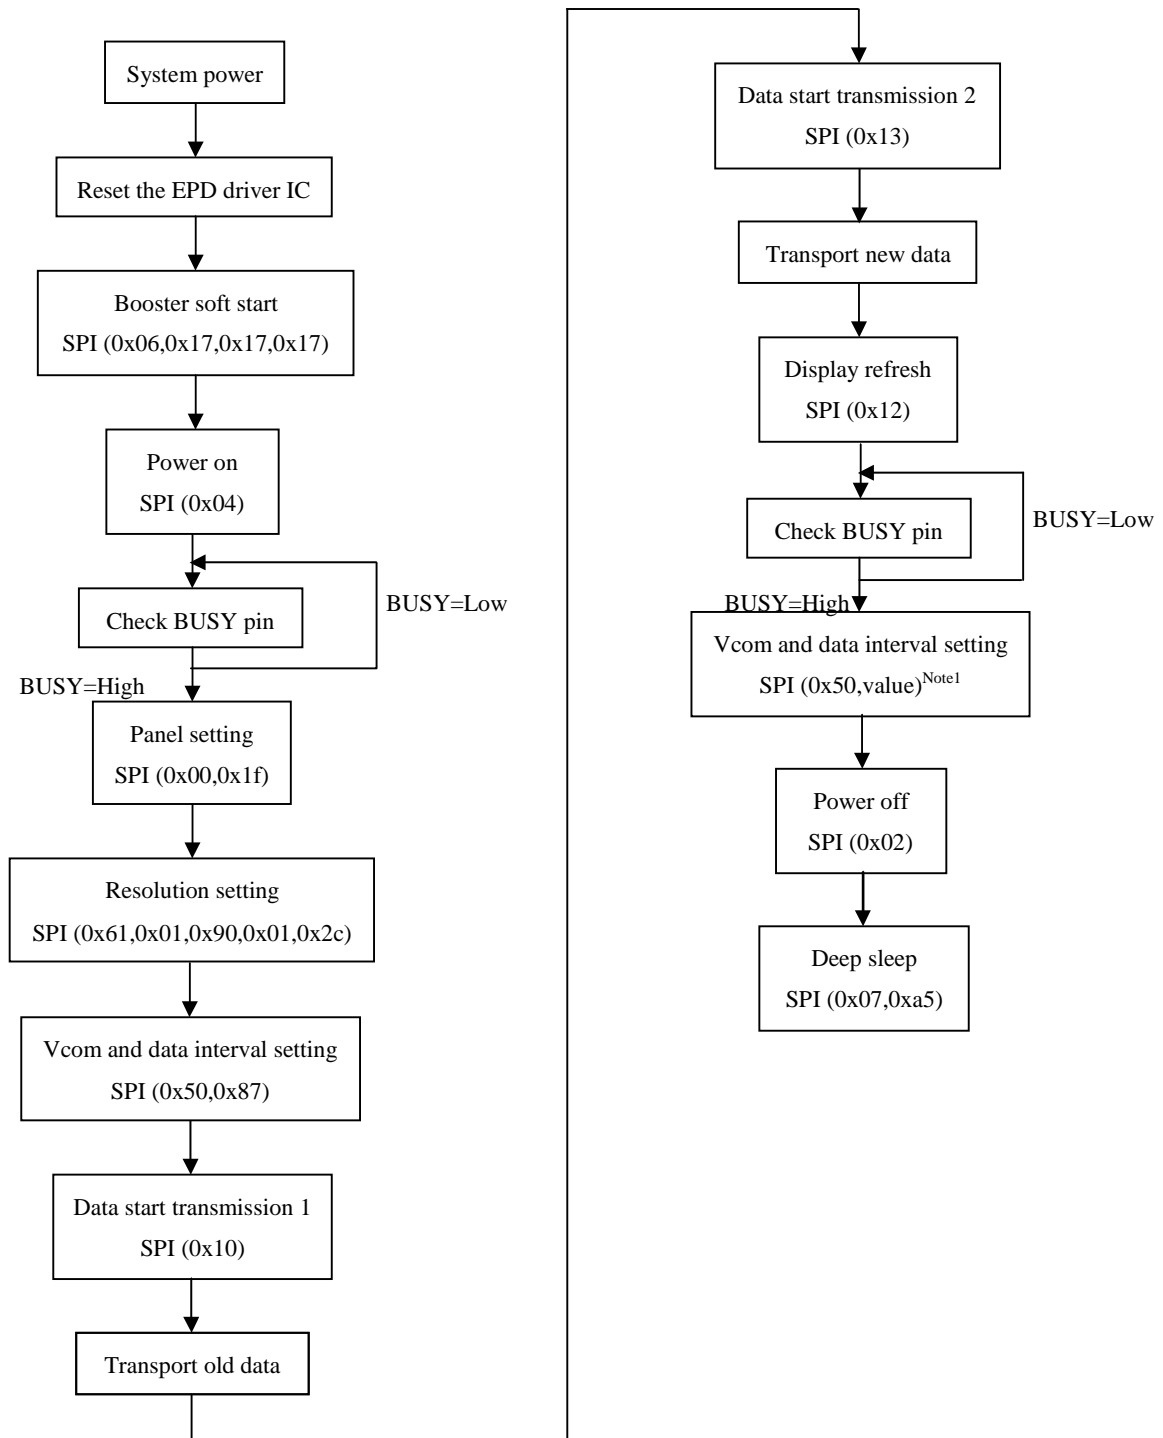 System power
Reset the EPD driver IC
Booster soft start
SPI (0x06,0x17,0x17,0x17)
Power on
SPI (0x04)
Check BUSY pin
BUSY=Low
BUSY=High
Panel setting
SPI (0x00,0x1f)
Resolution setting
SPI (0x61,0x01,0x90,0x01,0x2c)
Vcom and data interval setting
SPI (0x50,0x87)
Data start transmission 1
SPI (0x10)
Transport old data
Data start transmission 2
SPI (0x13)
Transport new data
Display refresh
SPI (0x12)
Check BUSY pin
BUSY=Low
BUSY=High
Vcom and data interval setting
SPI (0x50,value)Note1
Power off
SPI (0x02)
Deep sleep
SPI (0x07,0xa5)